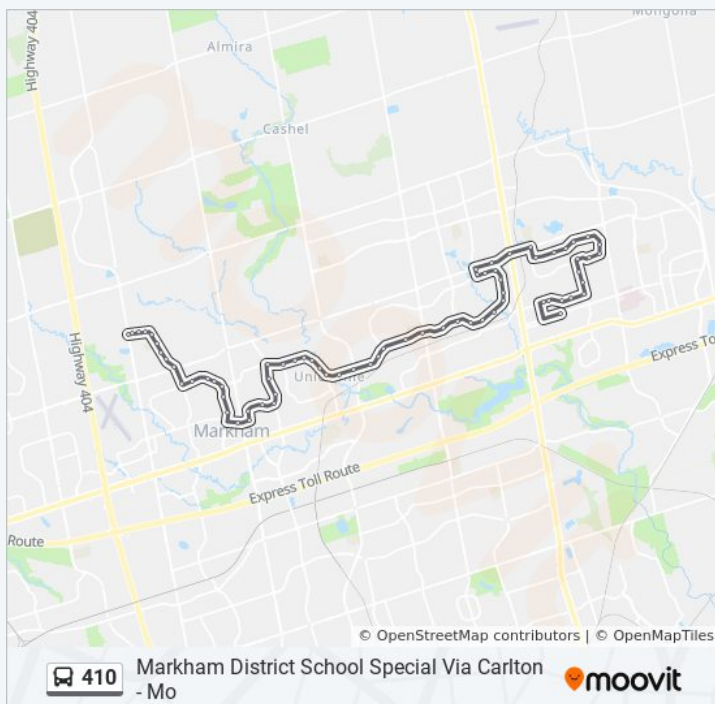 Mongolia
Highway 404
Almira
Cashel
Highway 404
Unionville
Markham
Express To
Express Toll Route
Route
© OpenStreetMap contributors | © OpenMapTiles
410
Markham District School Special Via Carlton
- Mo
moovit